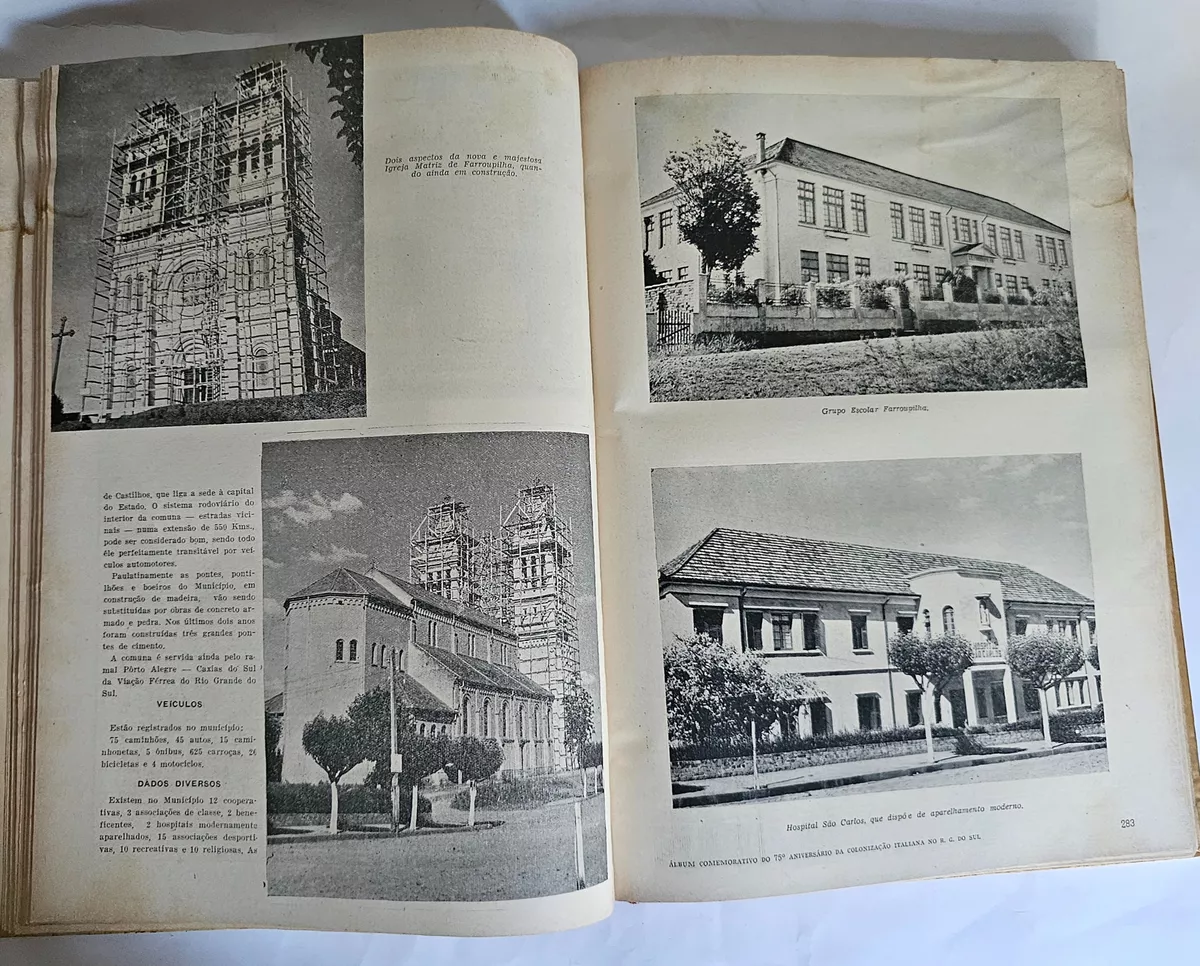 Dois aspectos da nova e majestosa
Igreja Matriz de Farroupilha, quan-
do ainda em construção.
de Castilhos, que liga a sede à capital
do Estado. O sistema rodoviário do
interior da comuna — estradas vici-
nais — numa extensão de 550 Kms.,
pode ser considerado bom, sendo todo
êle perfeitamente transitável por veí-
culos automotores.
Paulatinamente as pontes, ponti-
lhões e boeiros do Município, em
construção de madeira, vão sendo
substituídas por obras de concreto ar-
mado e pedra. Nos últimos dois anos
foram construídas três grandes pon-
tes de cimento.
A comuna é servida ainda pelo ra-
mal Pôrto Alegre — Caxias do Sul
da Viação Férrea do Rio Grande do
Sul.
VEÍCULOS
Estão registrados no município:
75 caminhões, 45 autos, 15 cami-
nhonetas, 5 ônibus, 625 carroças, 26
bicicletas e 4 motociclos.
DADOS DIVERSOS
Existem no Município 12 coopera-
tivas, 3 associações de classe, 2 bene-
ficentes, 2 hospitais modernamente
aparelhados, 15 associações desporti-
vas, 10 recreativas e 10 religiosas. As
Grupo Escolar Farroupilha.
Hospital São Carlos, que dispõe de aparelhamento moderno.
283
ÁLBUM COMEMORATIVO DO 75º ANIVERSÁRIO DA COLONIZAÇÃO ITALIANA NO R. G. DO SUL